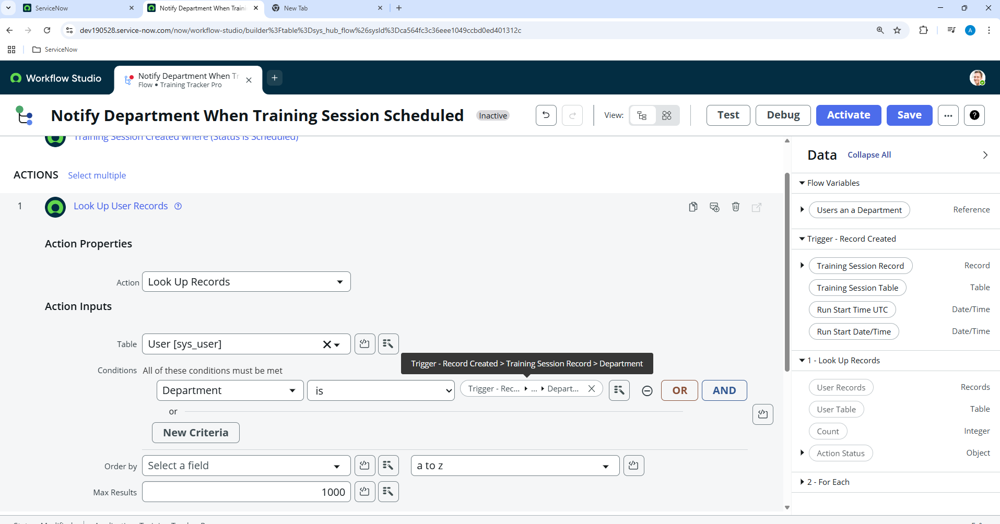 ServiceNow
Notify Department When Traini
New Tab
dev190528.service-now.com/now/workflow-studio/builder%3Ftable%3Dsys_hub_flow%26sysId%3Dca564fc3c36eee1049ccbd0ed401312c
A
ServiceNow
Workflow Studio
Notify Department When Tr
Flow • Training Tracker Pro
Notify Department When Training Session Scheduled
Inactive
View:
Test
Debug
Activate
Save
Training Session Created where (Status is Scheduled)
ACTIONS
Select multiple
1
Look Up User Records
Action Properties
Action
Look Up Records
Action Inputs
Table
User [sys_user]
Trigger - Record Created > Training Session Record > Department
Conditions
All of these conditions must be met
Department
is
Trigger - Rec... ... Depart...
OR
AND
or
New Criteria
Order by
Select a field
a to z
Max Results
1000
Data
Collapse All
Flow Variables
Users an a Department
Reference
Trigger - Record Created
Training Session Record
Record
Training Session Table
Table
Run Start Time UTC
Date/Time
Run Start Date/Time
Date/Time
1 - Look Up Records
User Records
Records
User Table
Table
Count
Integer
Action Status
Object
2 - For Each